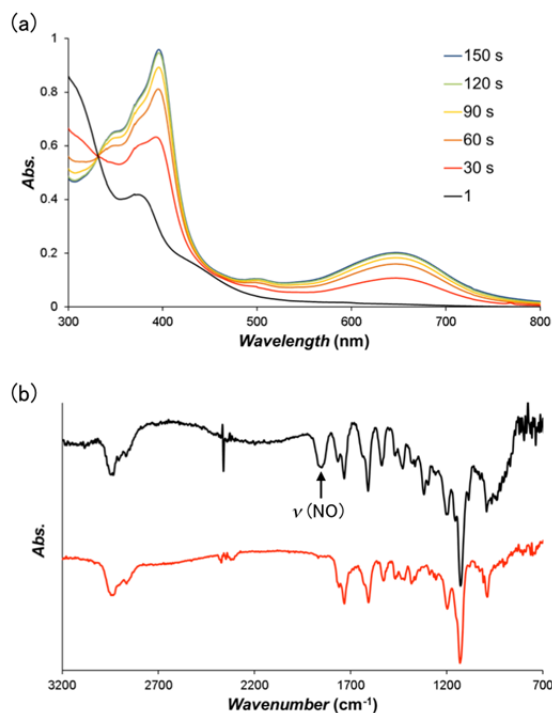 (a)
1
0.8
0.6
0.4
0.2
0
Abs.
150 s
120 s
90 s
60 s
30 s
1
300 400 500 600 700 800
Wavelength (nm)
(b)
ν (NO)
Abs.
3200 2700 2200 1700 1200 700
Wavenumber (cm⁻¹)